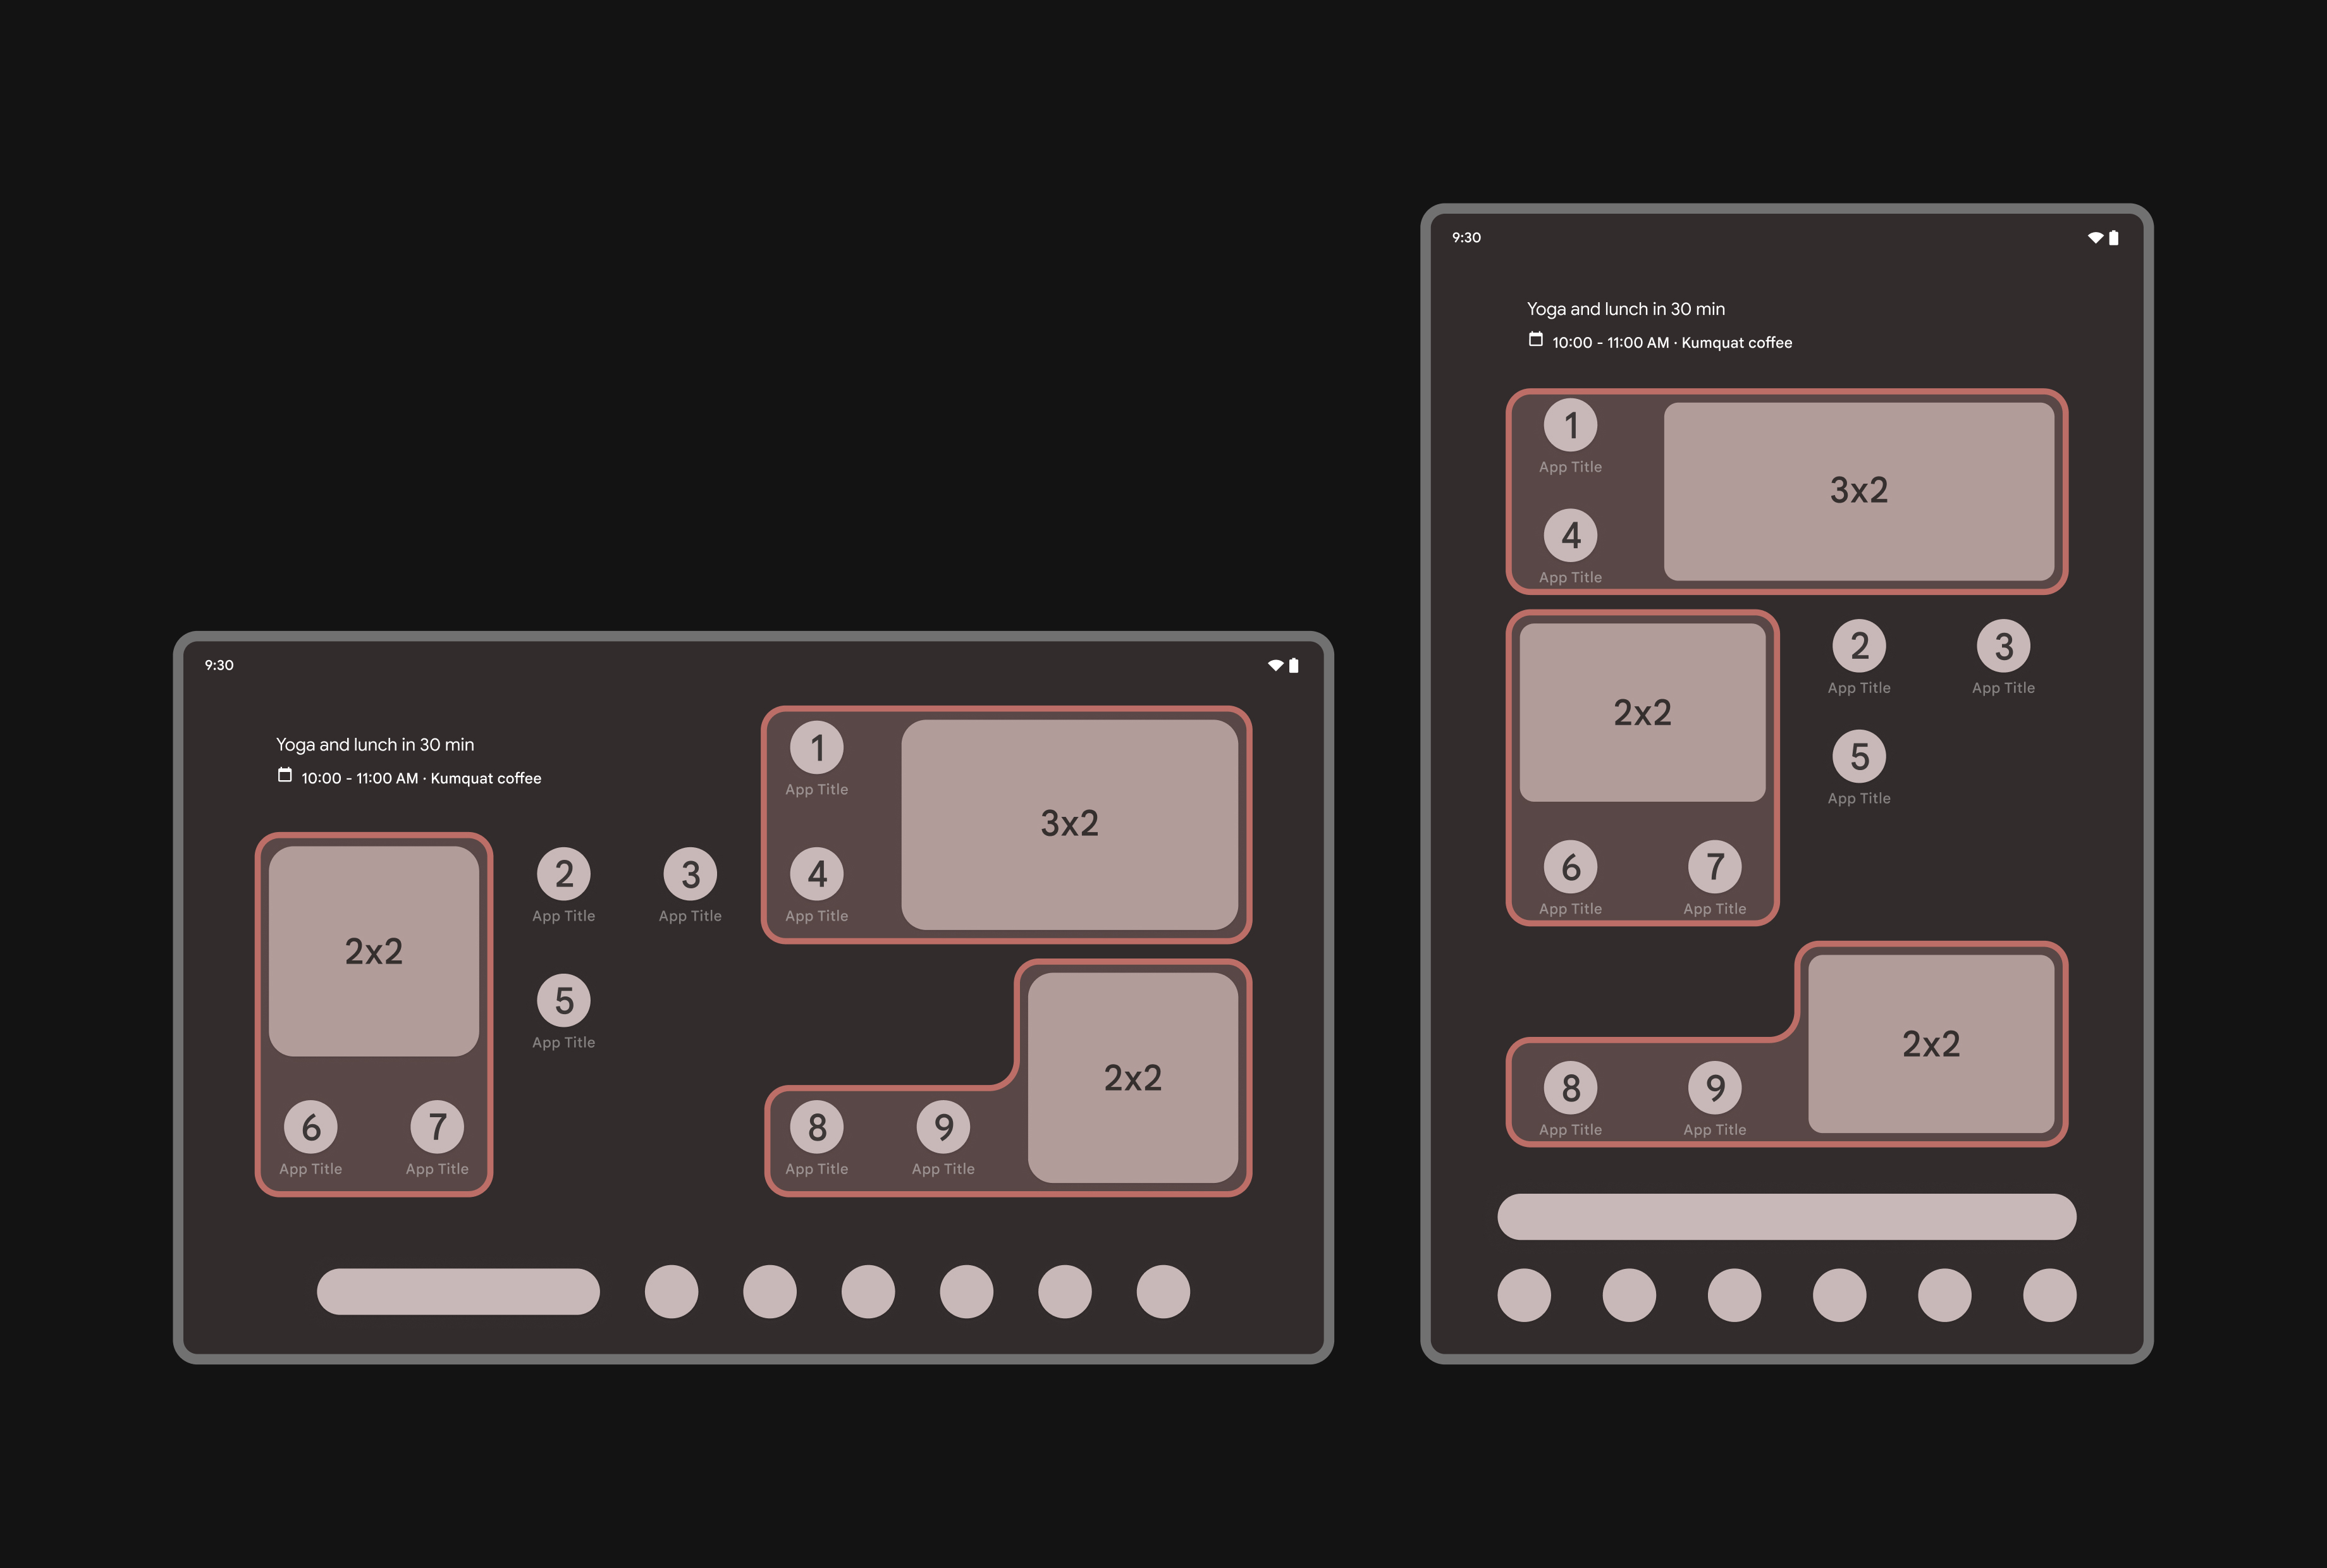 9:30
Yoga and lunch in 30 min
10:00 - 11:00 AM · Kumquat coffee
1
App Title
3x2
4
App Title
2x2
2
App Title
3
App Title
5
App Title
6
App Title
7
App Title
8
App Title
9
App Title
2x2
9:30
Yoga and lunch in 30 min
10:00 - 11:00 AM · Kumquat coffee
1
App Title
3x2
4
App Title
2x2
2
App Title
3
App Title
5
App Title
6
App Title
7
App Title
8
App Title
9
App Title
2x2